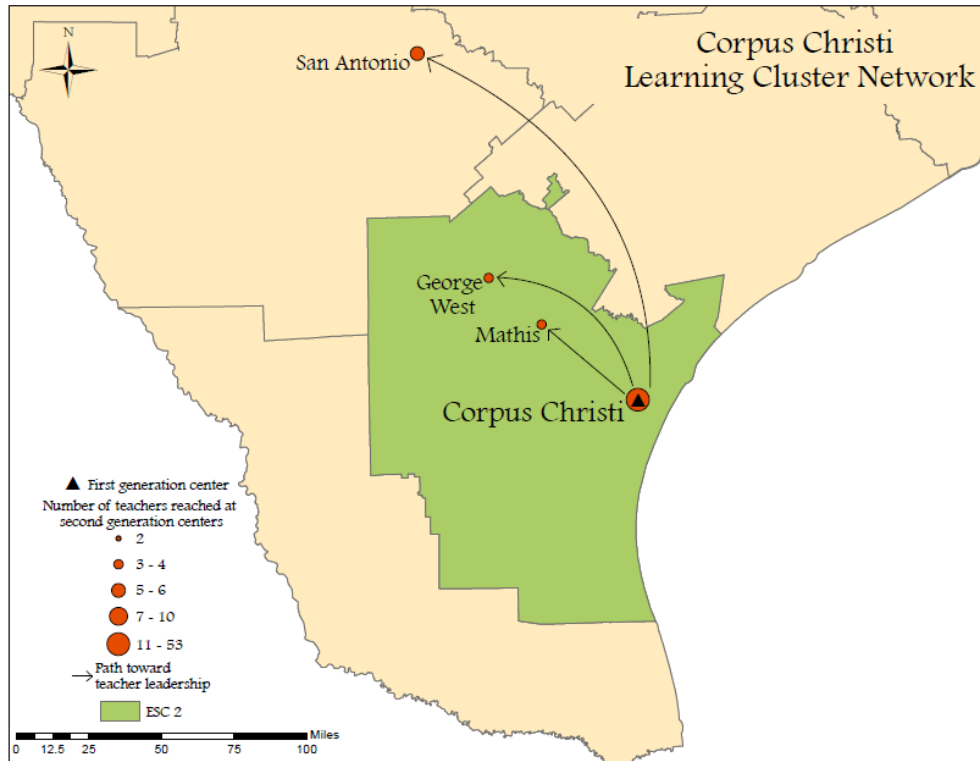 Corpus Christi
Learning Cluster Network
N
San Antonio
George
West
Mathis
Corpus Christi
First generation center
Number of teachers reached at
second generation centers
2
3 - 4
5 - 6
7 - 10
11 - 53
Path toward
teacher leadership
ESC 2
Miles
0 12.5 25 50 75 100